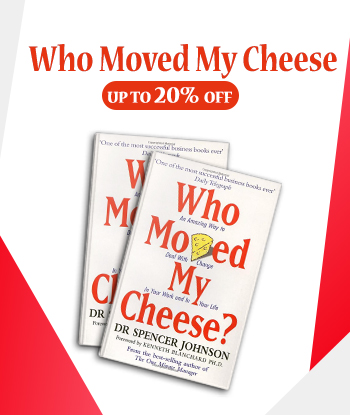 Who Moved My Cheese
UP TO 20% OFF
'One of the most successful business books ever'
Daily Telegraph
Who
An Amazing Way to
Moved
Deal With Change
My
In Your Work and In Your Life
Cheese?
DR SPENCER JOHNSON
Foreword by KENNETH BLANCHARD PH.D.
From the best-selling author of
The One Minute Manager